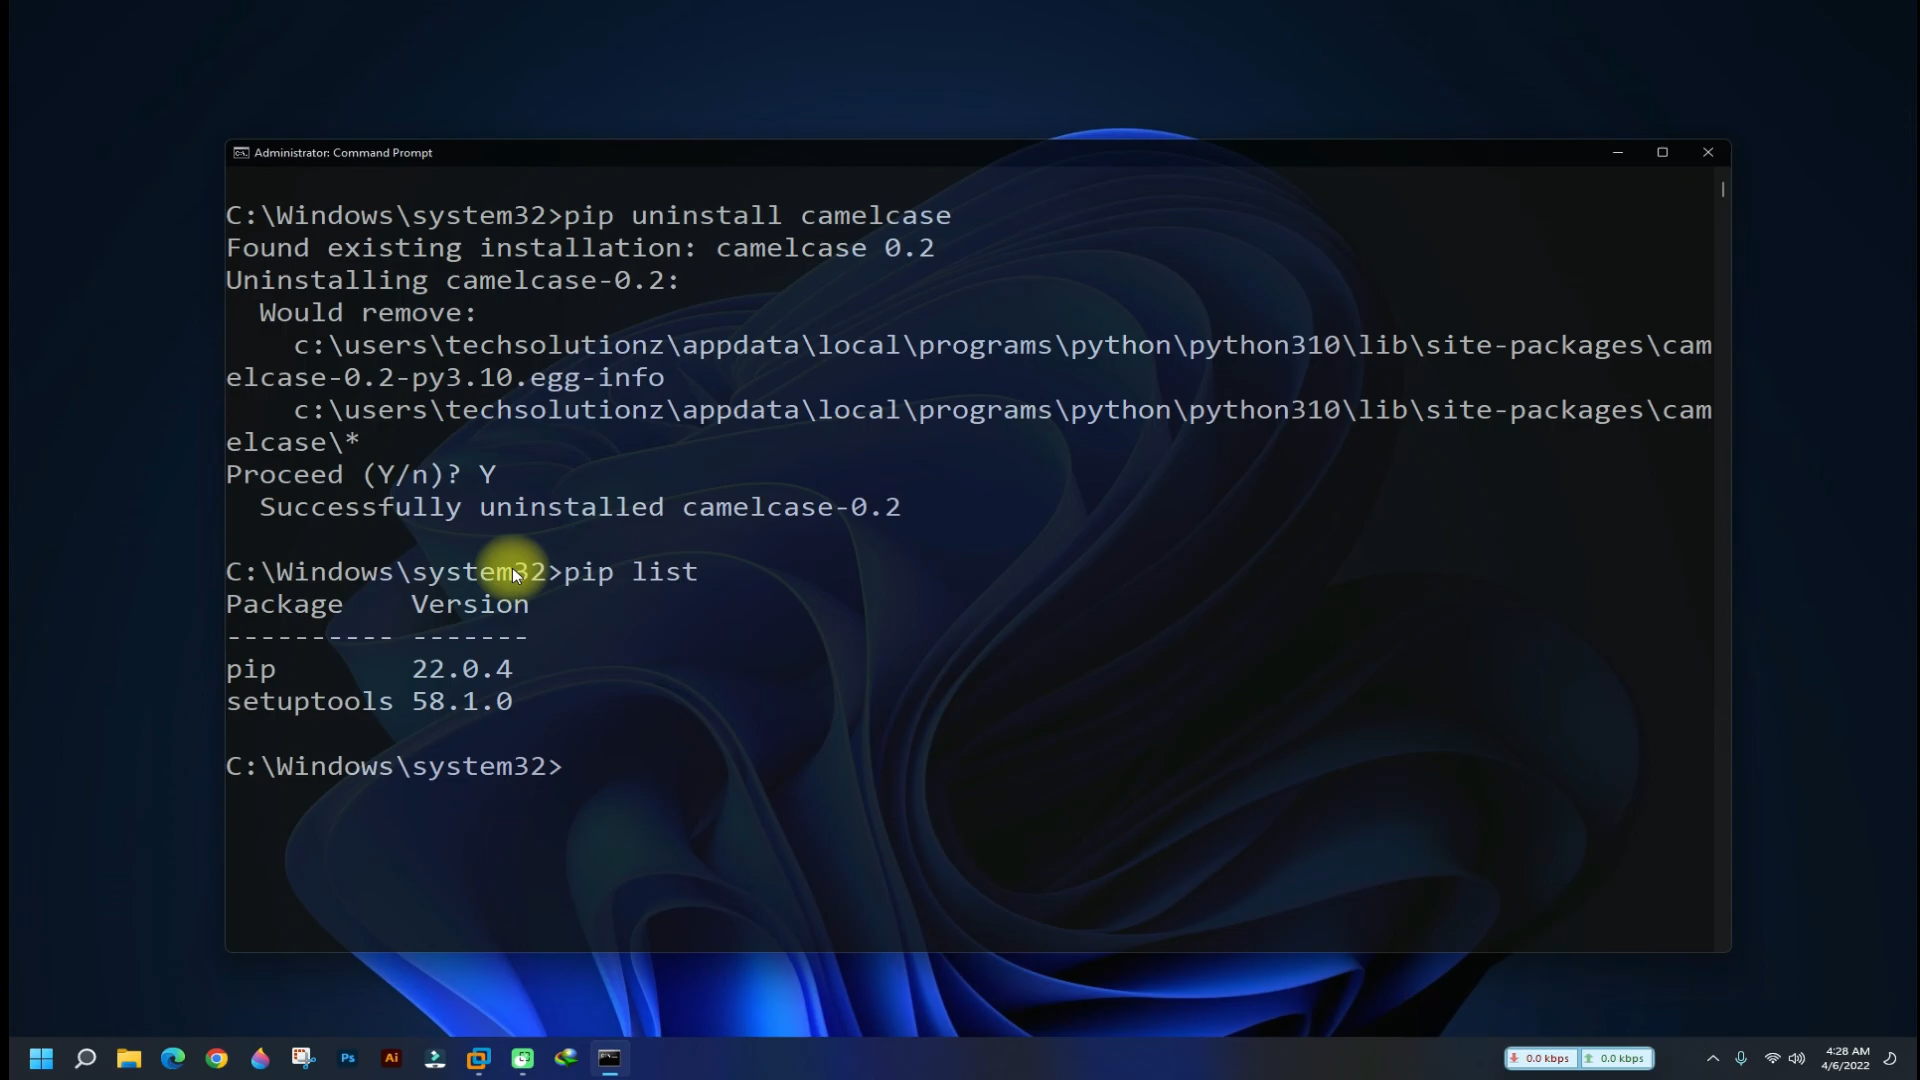 Administrator: Command Prompt
C:\Windows\system32>pip uninstall camelcase
Found existing installation: camelcase 0.2
Uninstalling camelcase-0.2:
  Would remove:
    c:\users\techsolutionz\appdata\local\programs\python\python310\lib\site-packages\cam
elcase-0.2-py3.10.egg-info
    c:\users\techsolutionz\appdata\local\programs\python\python310\lib\site-packages\cam
elcase\*
Proceed (Y/n)? Y
  Successfully uninstalled camelcase-0.2
C:\Windows\system32>pip list
Package    Version
---------- -------
pip        22.0.4
setuptools 58.1.0
C:\Windows\system32>
Ps Ai 0.0 kbps 0.0 kbps 4:28 AM
4/6/2022